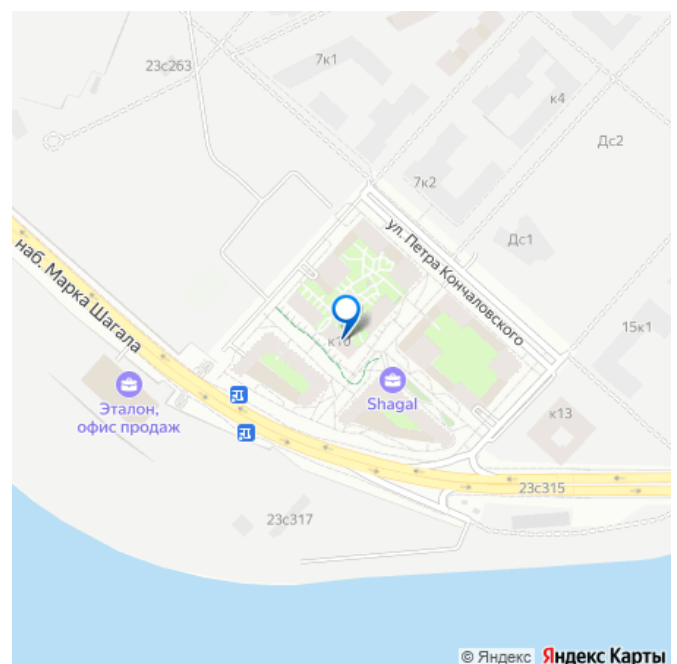 7к1
23с263
к4
Дс2
7к2
ул. Петра Кончаловского
Дс1
наб. Марка Шагала
15к1
к10
Shagal
Эталон,
офис продаж
к13
23с315
23с317
© Яндекс Яндекс Карты